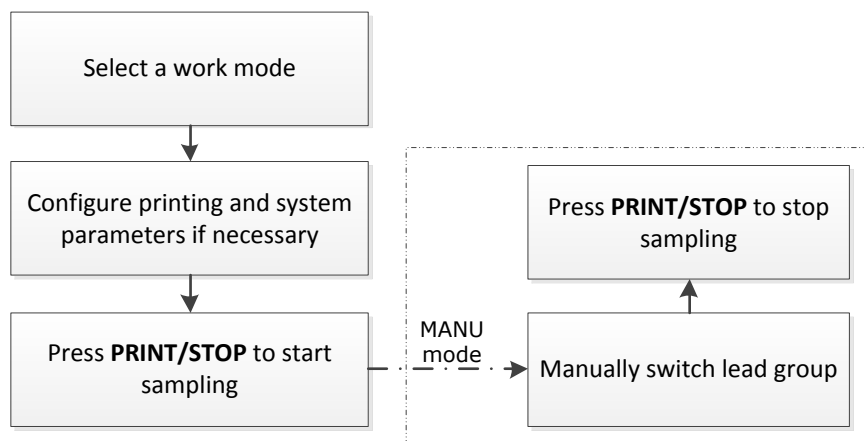 Select a work mode
Configure printing and system
parameters if necessary
Press PRINT/STOP to start
sampling
MANU
mode
Manually switch lead group
Press PRINT/STOP to stop
sampling